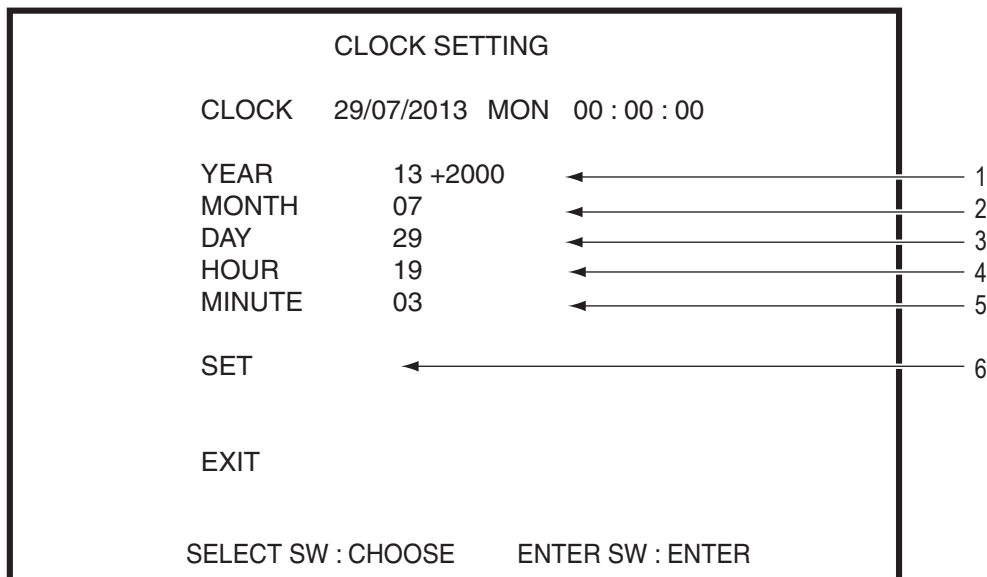 CLOCK SETTING
CLOCK 29/07/2013 MON 00 : 00 : 00
YEAR 13 +2000 1
MONTH 07 2
DAY 29 3
HOUR 19 4
MINUTE 03 5
SET 6
EXIT
SELECT SW : CHOOSE ENTER SW : ENTER